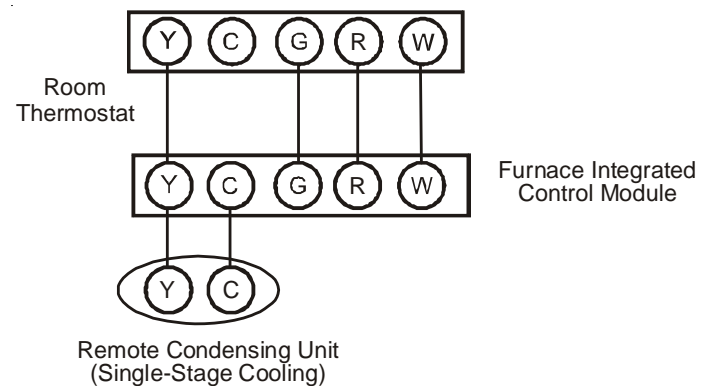 Y C G R W
Room
Thermostat
Y C G R W
Furnace Integrated
Control Module
Y C
Remote Condensing Unit
(Single-Stage Cooling)